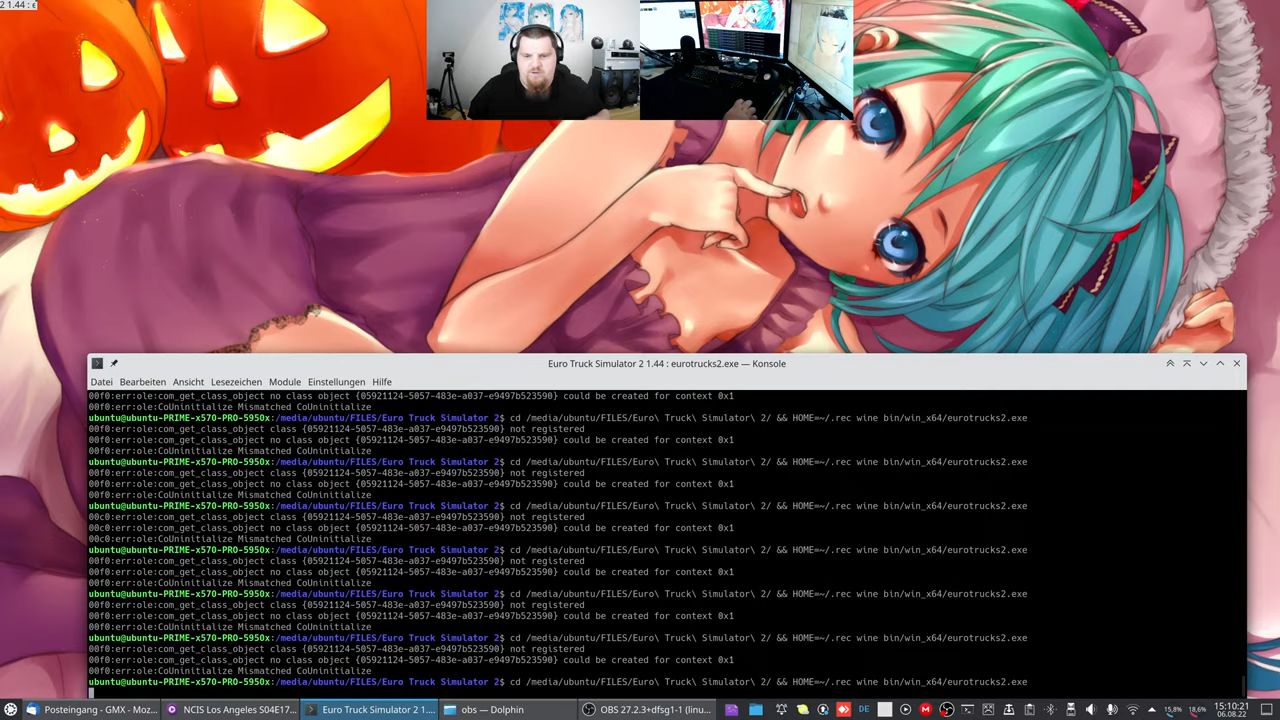 2 1.44 : e
Euro Truck Simulator 2 1.44 : eurotrucks2.exe — Konsole
Datei Bearbeiten Ansicht Lesezeichen Module Einstellungen Hilfe
00f0:err:ole:com_get_class_object no class object {05921124-5057-483e-a037-e9497b523590} could be created for context 0x1
00f0:err:ole:CoUninitialize Mismatched CoUninitialize
ubuntu@ubuntu-PRIME-x570-PRO-5950x:/media/ubuntu/FILES/Euro Truck Simulator 2$ cd /media/ubuntu/FILES/Euro\ Truck\ Simulator\ 2/ && HOME=~/.rec wine bin/win_x64/eurotrucks2.exe
00f0:err:ole:com_get_class_object class {05921124-5057-483e-a037-e9497b523590} not registered
00f0:err:ole:com_get_class_object no class object {05921124-5057-483e-a037-e9497b523590} could be created for context 0x1
00f0:err:ole:CoUninitialize Mismatched CoUninitialize
ubuntu@ubuntu-PRIME-x570-PRO-5950x:/media/ubuntu/FILES/Euro Truck Simulator 2$ cd /media/ubuntu/FILES/Euro\ Truck\ Simulator\ 2/ && HOME=~/.rec wine bin/win_x64/eurotrucks2.exe
00f0:err:ole:com_get_class_object class {05921124-5057-483e-a037-e9497b523590} not registered
00f0:err:ole:com_get_class_object no class object {05921124-5057-483e-a037-e9497b523590} could be created for context 0x1
00f0:err:ole:CoUninitialize Mismatched CoUninitialize
ubuntu@ubuntu-PRIME-x570-PRO-5950x:/media/ubuntu/FILES/Euro Truck Simulator 2$ cd /media/ubuntu/FILES/Euro\ Truck\ Simulator\ 2/ && HOME=~/.rec wine bin/win_x64/eurotrucks2.exe
00c0:err:ole:com_get_class_object class {05921124-5057-483e-a037-e9497b523590} not registered
00c0:err:ole:com_get_class_object no class object {05921124-5057-483e-a037-e9497b523590} could be created for context 0x1
00c0:err:ole:CoUninitialize Mismatched CoUninitialize
ubuntu@ubuntu-PRIME-x570-PRO-5950x:/media/ubuntu/FILES/Euro Truck Simulator 2$ cd /media/ubuntu/FILES/Euro\ Truck\ Simulator\ 2/ && HOME=~/.rec wine bin/win_x64/eurotrucks2.exe
00f0:err:ole:com_get_class_object class {05921124-5057-483e-a037-e9497b523590} not registered
00f0:err:ole:com_get_class_object no class object {05921124-5057-483e-a037-e9497b523590} could be created for context 0x1
00f0:err:ole:CoUninitialize Mismatched CoUninitialize
ubuntu@ubuntu-PRIME-x570-PRO-5950x:/media/ubuntu/FILES/Euro Truck Simulator 2$ cd /media/ubuntu/FILES/Euro\ Truck\ Simulator\ 2/ && HOME=~/.rec wine bin/win_x64/eurotrucks2.exe
00f0:err:ole:com_get_class_object class {05921124-5057-483e-a037-e9497b523590} not registered
00f0:err:ole:com_get_class_object no class object {05921124-5057-483e-a037-e9497b523590} could be created for context 0x1
00f0:err:ole:CoUninitialize Mismatched CoUninitialize
ubuntu@ubuntu-PRIME-x570-PRO-5950x:/media/ubuntu/FILES/Euro Truck Simulator 2$ cd /media/ubuntu/FILES/Euro\ Truck\ Simulator\ 2/ && HOME=~/.rec wine bin/win_x64/eurotrucks2.exe
00f0:err:ole:com_get_class_object class {05921124-5057-483e-a037-e9497b523590} not registered
00f0:err:ole:com_get_class_object no class object {05921124-5057-483e-a037-e9497b523590} could be created for context 0x1
00f0:err:ole:CoUninitialize Mismatched CoUninitialize
ubuntu@ubuntu-PRIME-x570-PRO-5950x:/media/ubuntu/FILES/Euro Truck Simulator 2$ cd /media/ubuntu/FILES/Euro\ Truck\ Simulator\ 2/ && HOME=~/.rec wine bin/win_x64/eurotrucks2.exe
Posteingang - GMX - Moz... NCIS Los Angeles S04E17... Euro Truck Simulator 2 1.... obs — Dolphin OBS 27.2.3+dfsg1-1 (linu... DE 15,8% 18,6% 15:10:21
06.08.22